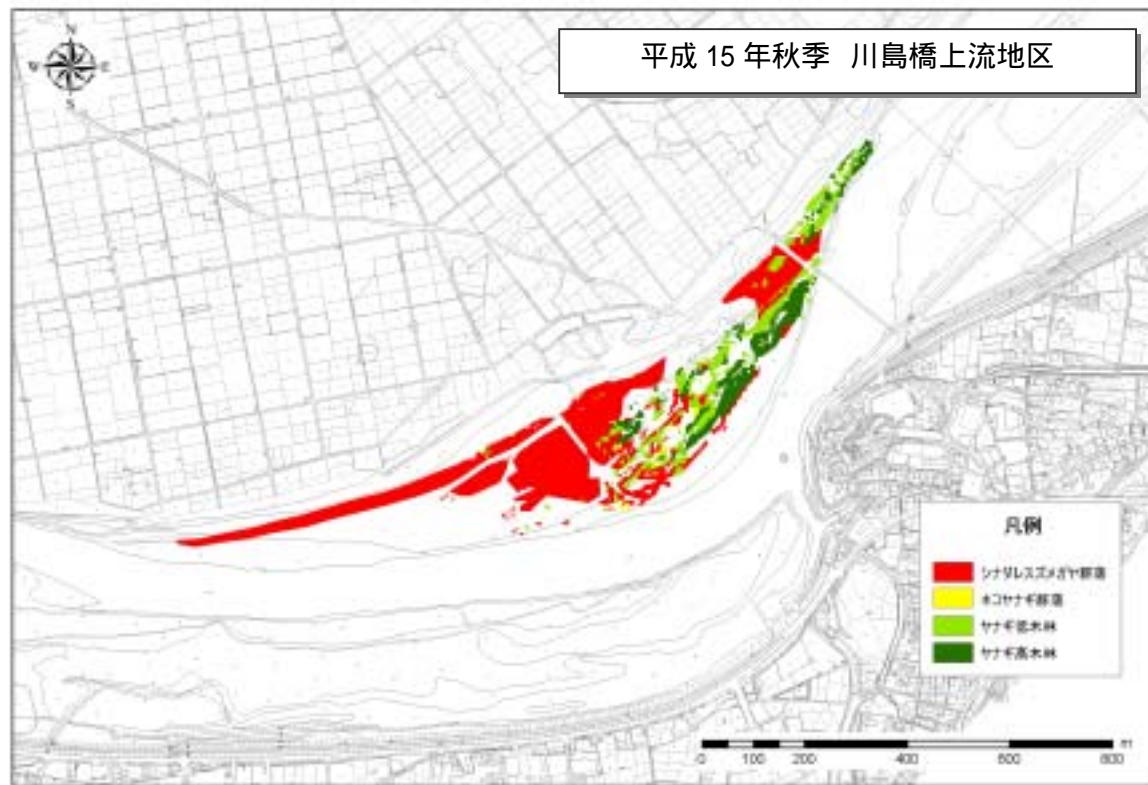 N
W E
S
平成 15 年秋季 川島橋上流地区
凡例
シナダレスズメガヤ群落
ネコヤナギ群落
ヤナギ低木林
ヤナギ高木林
0 100 200 400 600 800 m